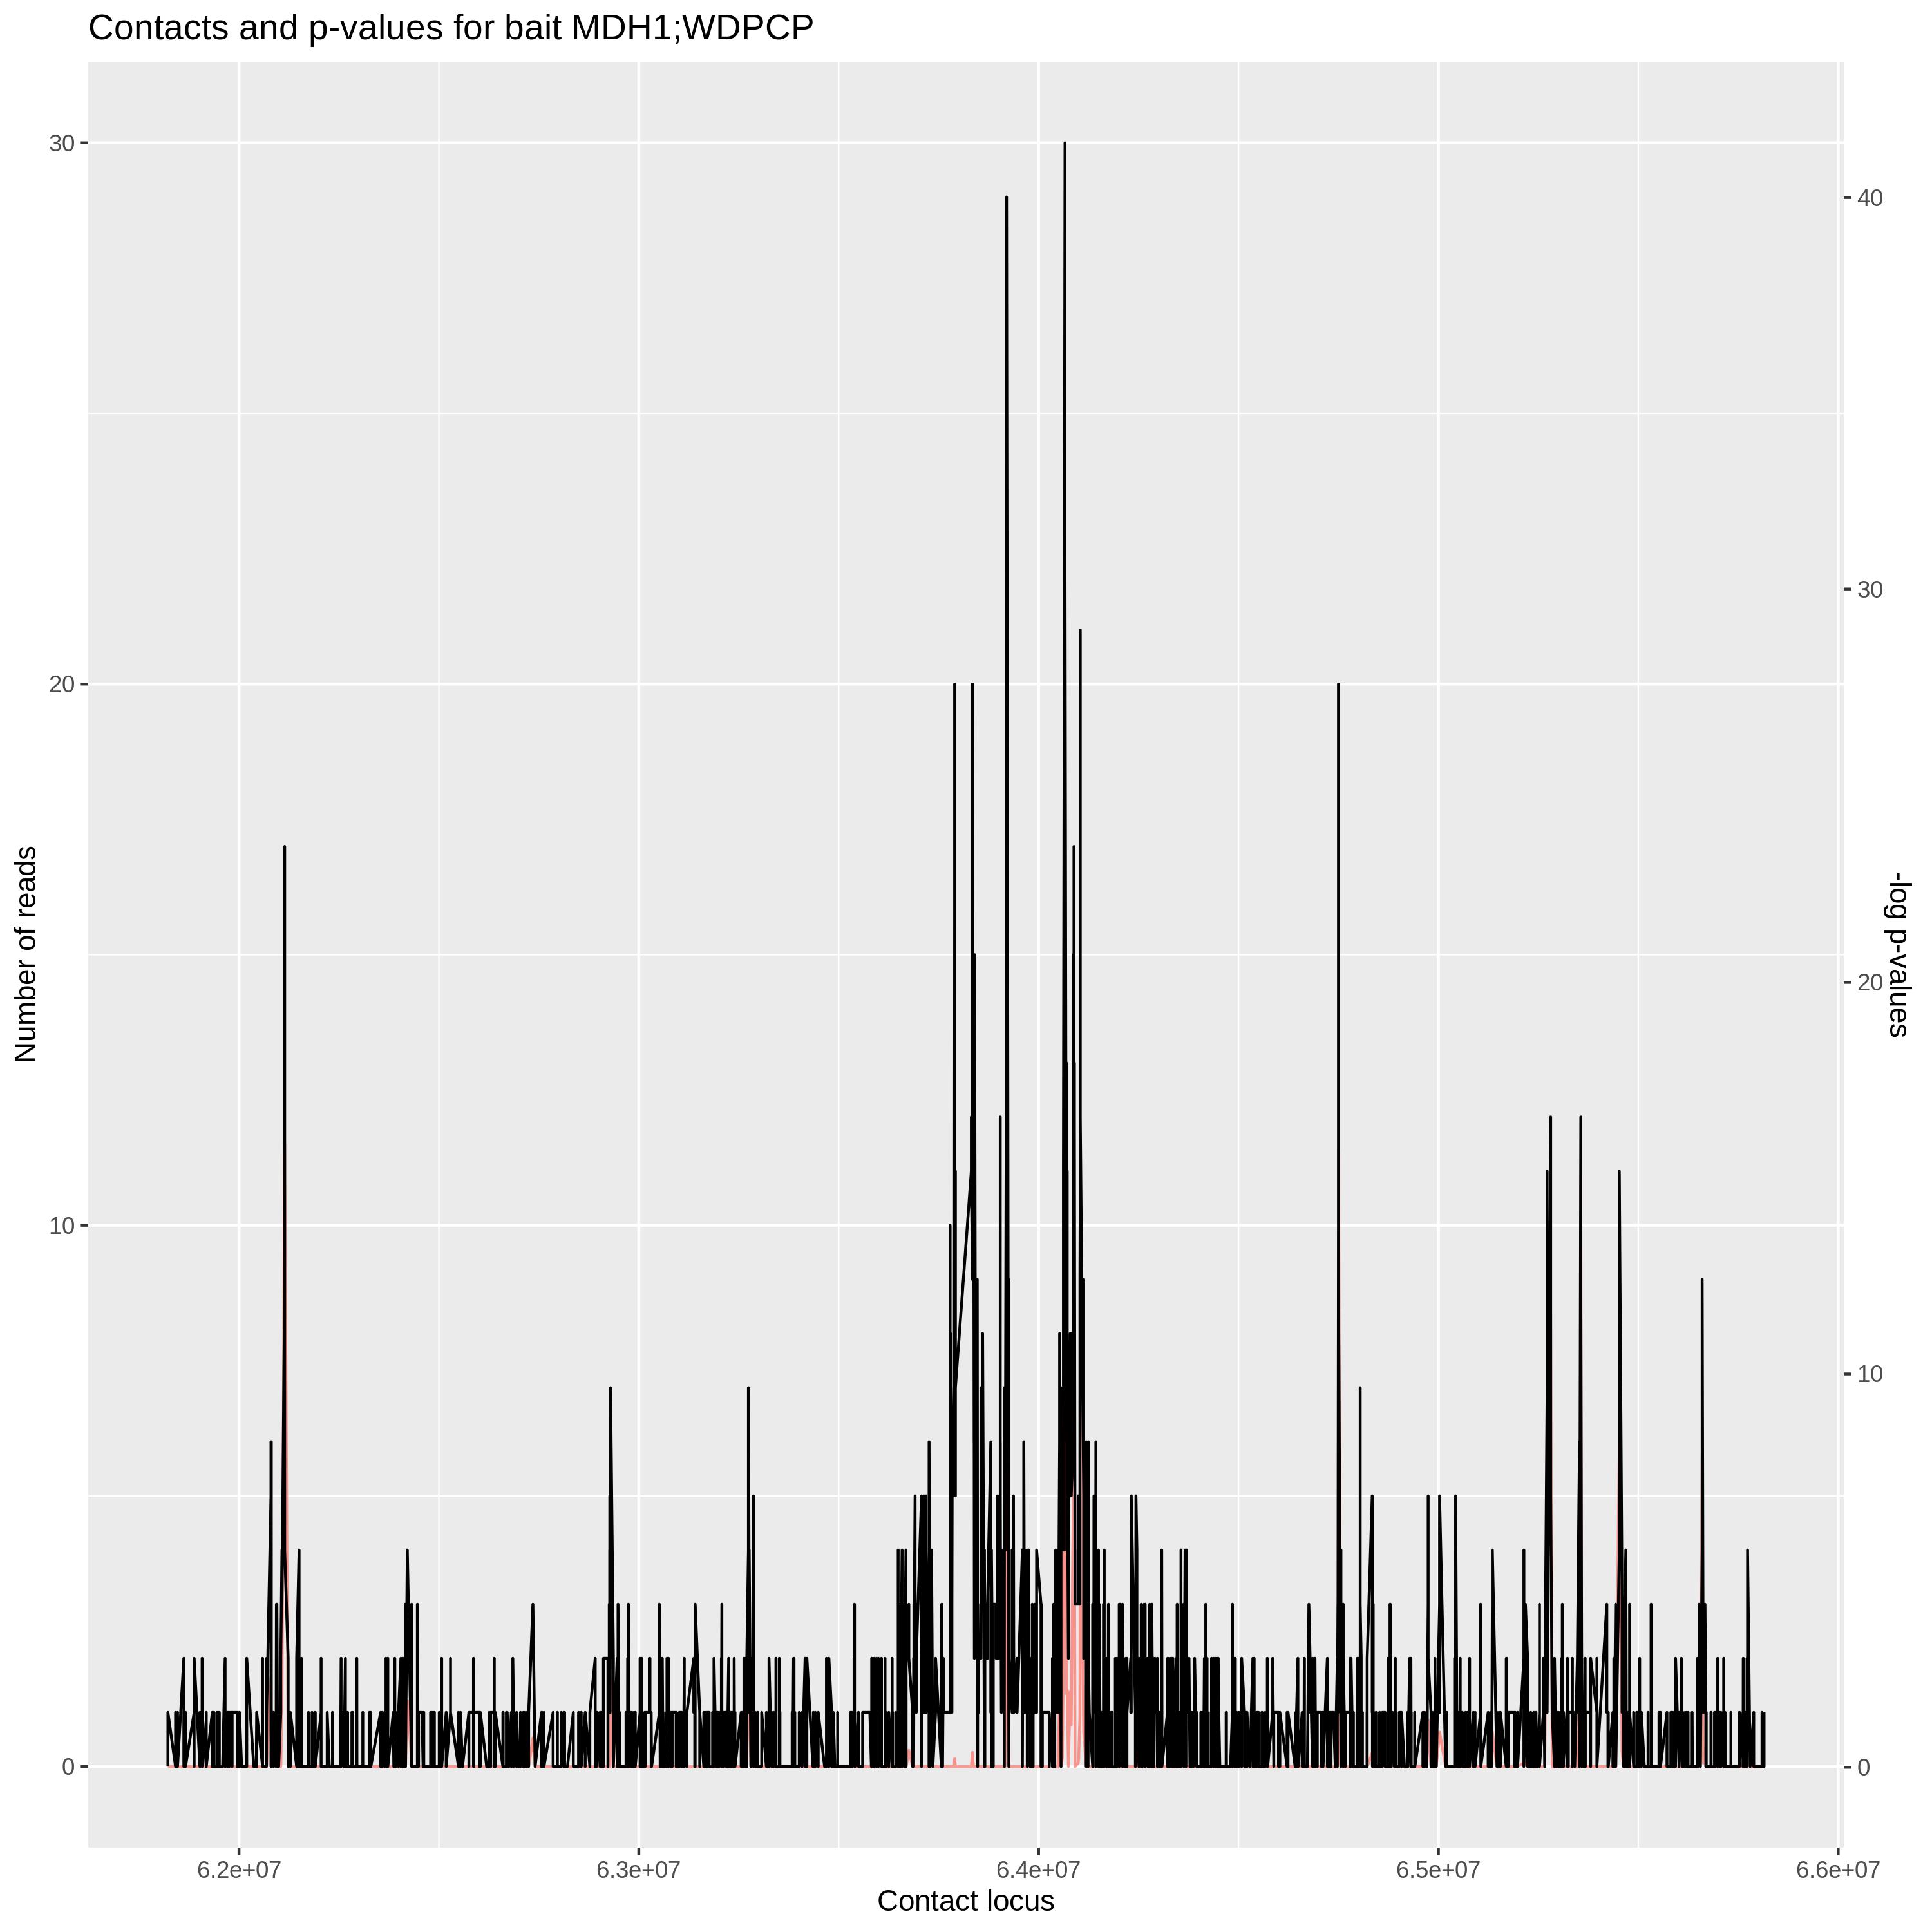 Contacts and p-values for bait MDH1;WDPCP
30
20
10
0
Number of reads
40
30
20
10
0
-log p-values
6.2e+07
6.3e+07
6.4e+07
6.5e+07
6.6e+07
Contact locus